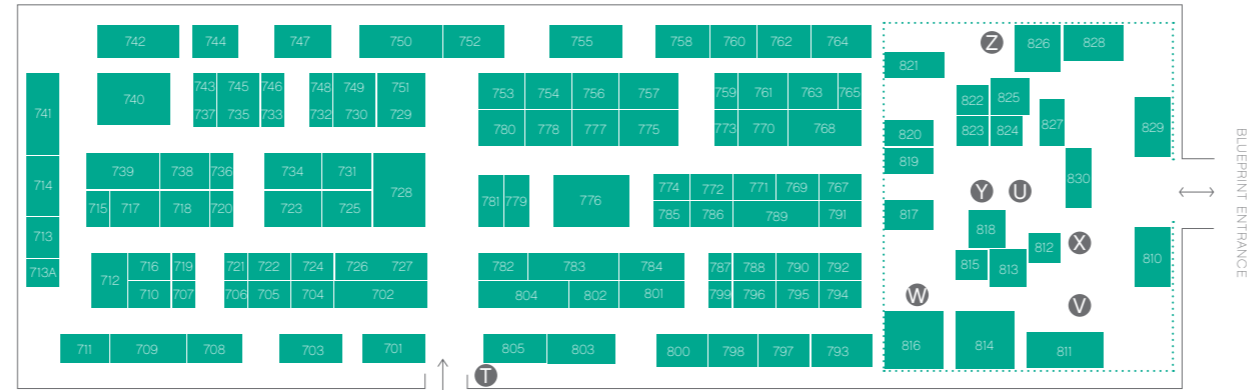 742 744 747 750 752 755 758 760 762 764 Z 826 828
821
741 740 743 745 746 748 749 751 753 754 756 757 759 761 763 765 822 825
737 735 733 732 730 729 780 778 777 775 773 770 768 820 823 824 827 829
714 739 738 736 734 731 728 774 772 771 769 767 819 830
715 717 718 720 723 725 781 779 776 785 786 789 791 817 Y U
BLUEPRINT ENTRANCE
713 818 812 X
713A 712 716 719 721 722 724 726 727 782 783 784 787 788 790 792 815 813 810
710 707 706 705 704 702 804 802 801 799 796 795 794 W V
711 709 708 703 701 805 803 800 798 797 793 816 814 811
T